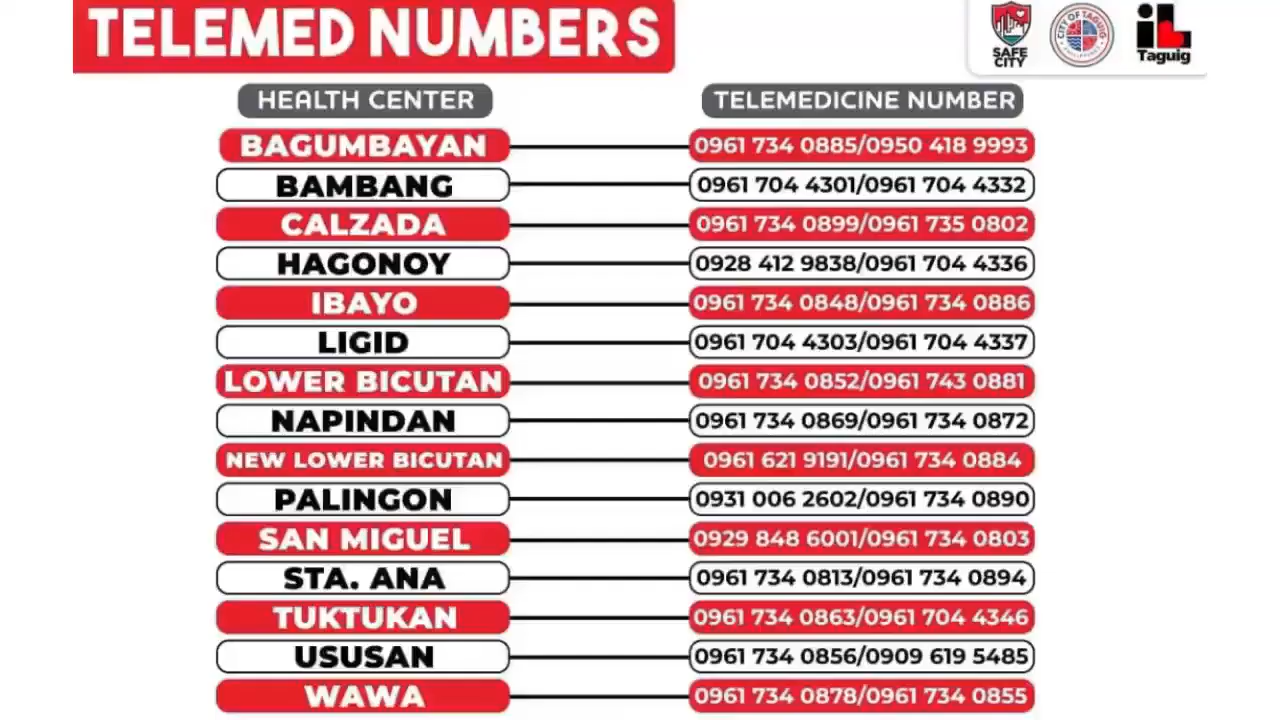 TELEMED NUMBERS
SAFE CITY
CITY OF TAGUIG
iL
Taguig
HEALTH CENTER TELEMEDICINE NUMBER
BAGUMBAYAN 0961 734 0885/0950 418 9993
BAMBANG 0961 704 4301/0961 704 4332
CALZADA 0961 734 0899/0961 735 0802
HAGONOY 0928 412 9838/0961 704 4336
IBAYO 0961 734 0848/0961 734 0886
LIGID 0961 704 4303/0961 704 4337
LOWER BICUTAN 0961 734 0852/0961 743 0881
NAPINDAN 0961 734 0869/0961 734 0872
NEW LOWER BICUTAN 0961 621 9191/0961 734 0884
PALINGON 0931 006 2602/0961 734 0890
SAN MIGUEL 0929 848 6001/0961 734 0803
STA. ANA 0961 734 0813/0961 734 0894
TUKTUKAN 0961 734 0863/0961 704 4346
USUSAN 0961 734 0856/0909 619 5485
WAWA 0961 734 0878/0961 734 0855